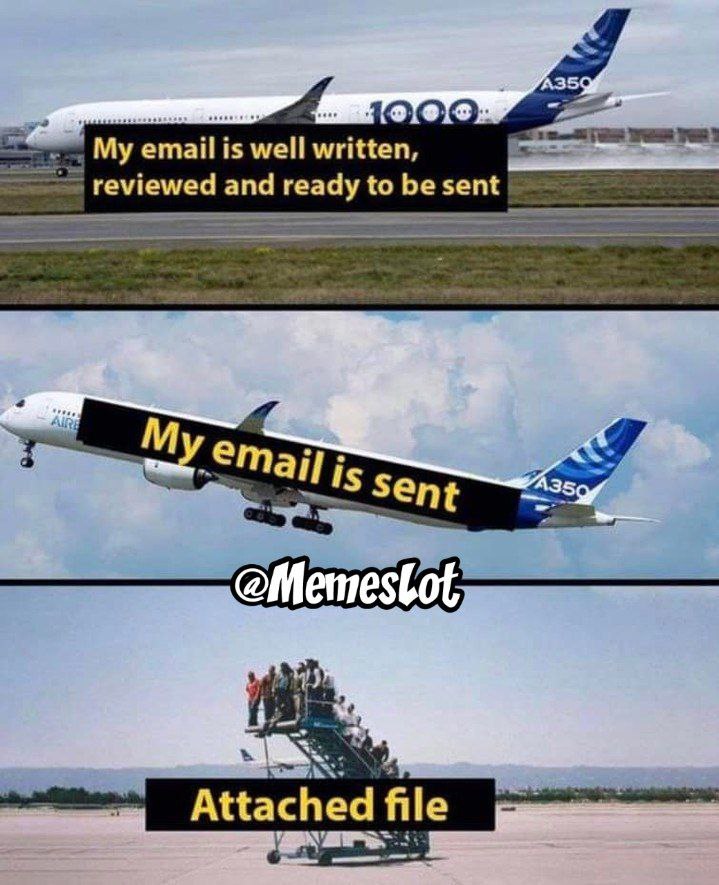 A350
1000
My email is well written,
reviewed and ready to be sent
AIRB
My email is sent
A350
@MemesLot
Attached file